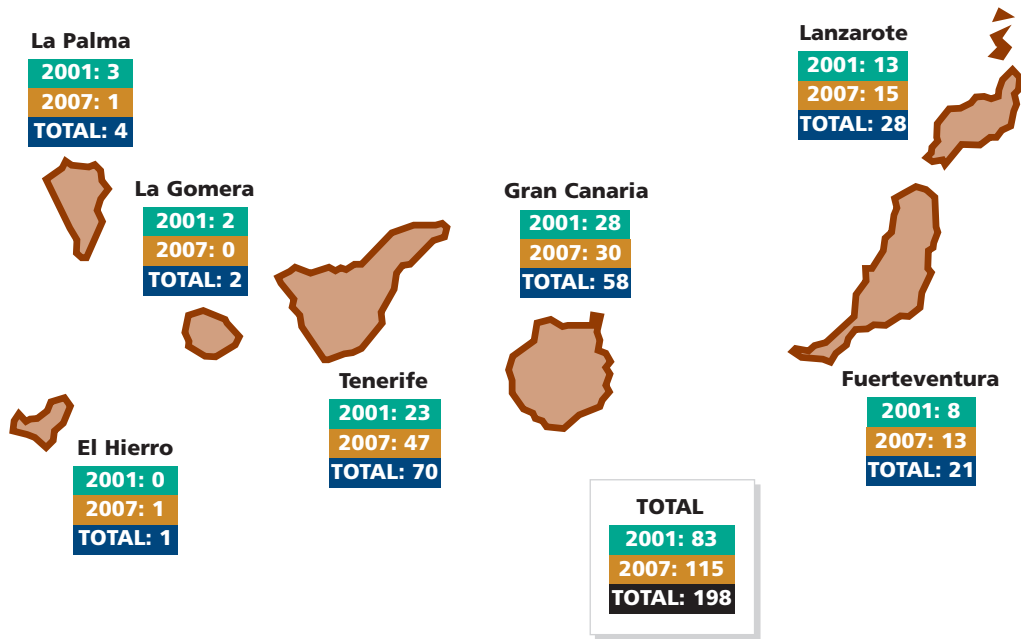 La Palma
2001: 3
2007: 1
TOTAL: 4
La Gomera
2001: 2
2007: 0
TOTAL: 2
El Hierro
2001: 0
2007: 1
TOTAL: 1
Tenerife
2001: 23
2007: 47
TOTAL: 70
Gran Canaria
2001: 28
2007: 30
TOTAL: 58
Lanzarote
2001: 13
2007: 15
TOTAL: 28
Fuerteventura
2001: 8
2007: 13
TOTAL: 21
TOTAL
2001: 83
2007: 115
TOTAL: 198